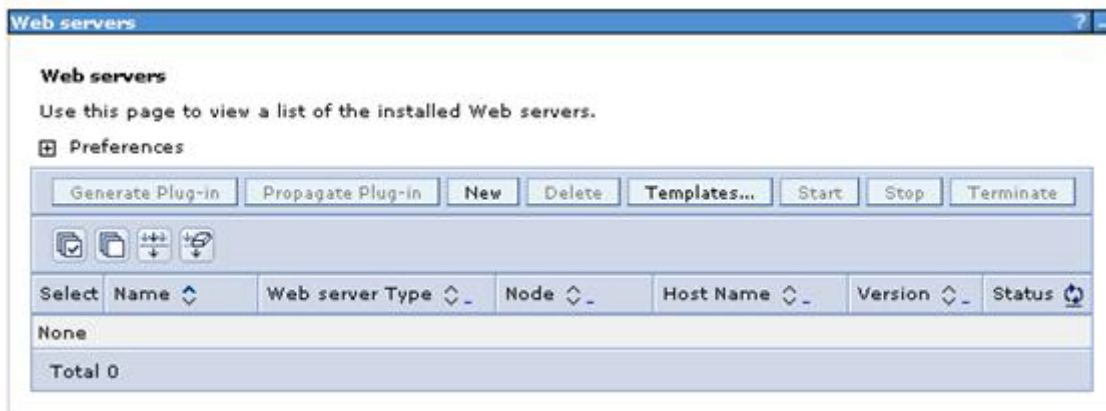 Web servers ? -
Web servers
Use this page to view a list of the installed Web servers.
Preferences
Generate Plug-in Propagate Plug-in New Delete Templates... Start Stop Terminate
Select Name Web server Type Node Host Name Version Status
None
Total 0